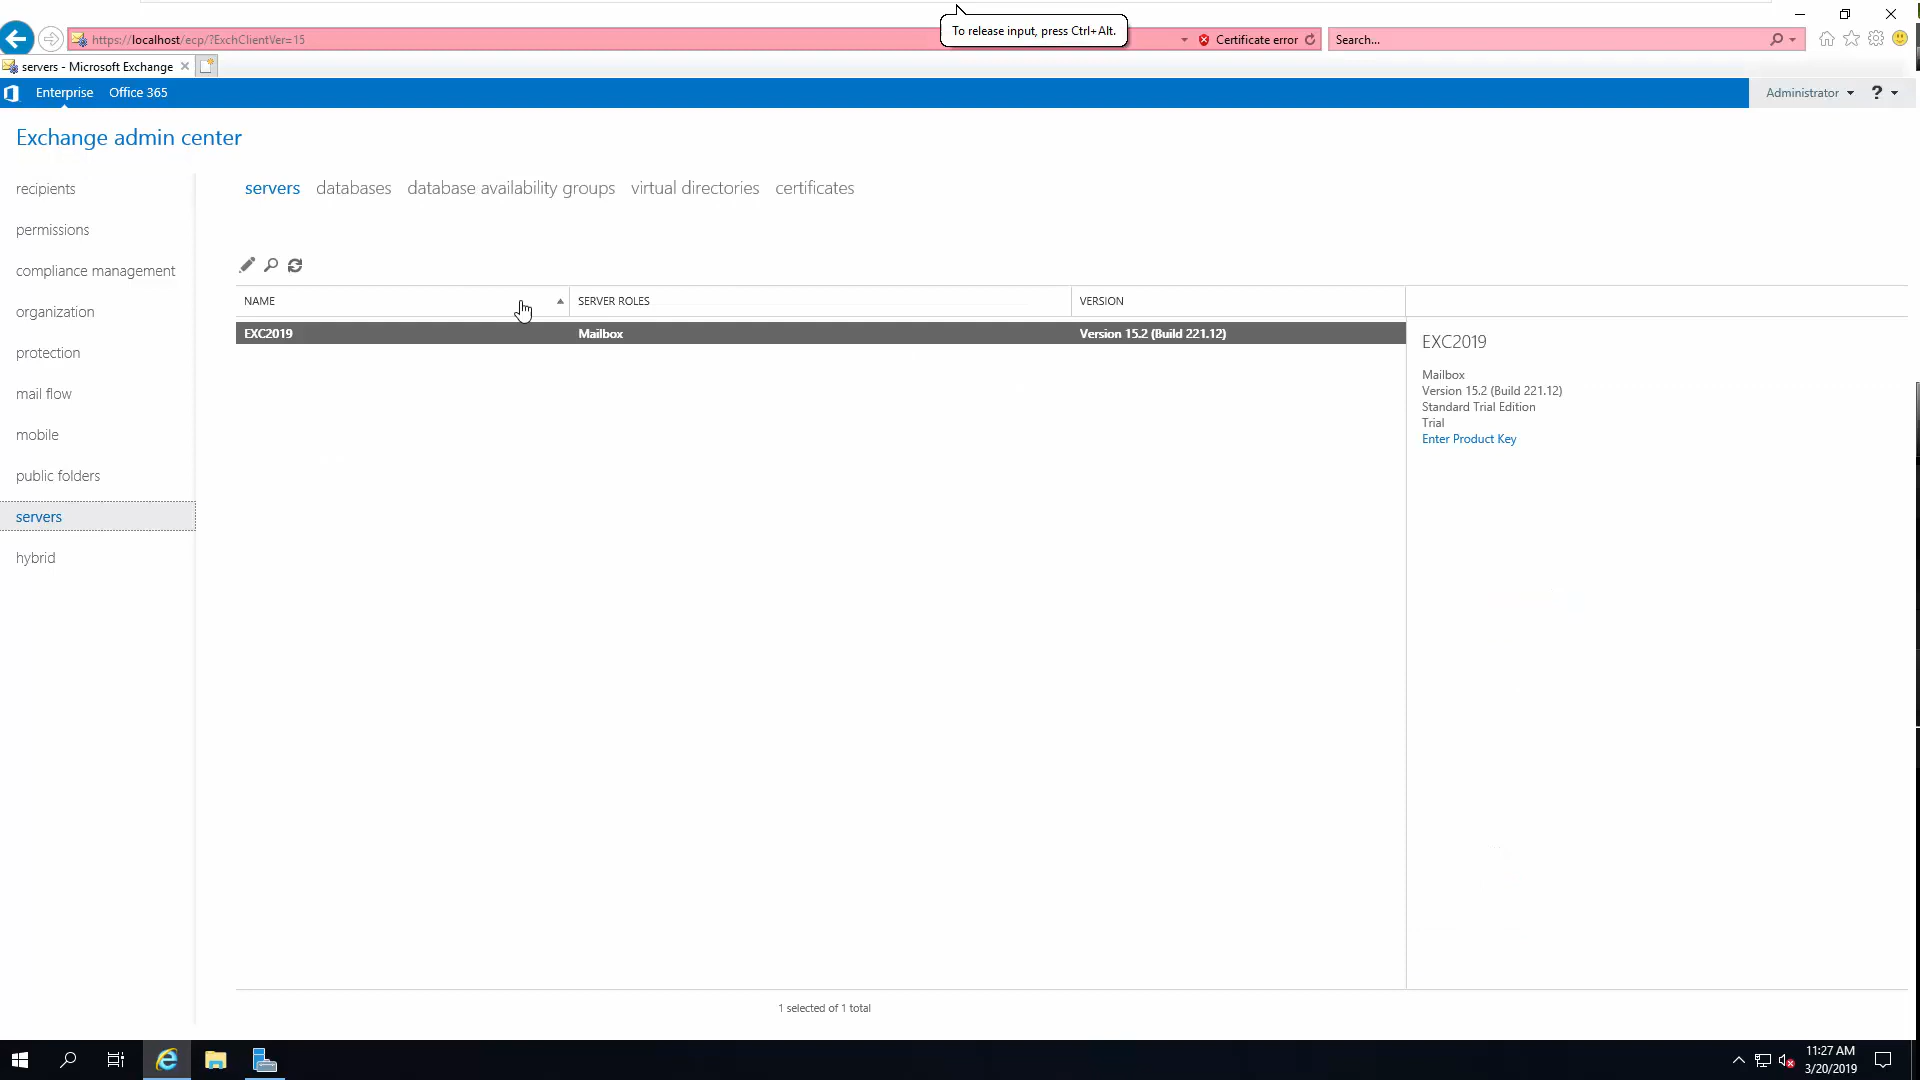 To release input, press Ctrl+Alt.
https://localhost/ecp/?ExchClientVer=15
Certificate error
Search...
servers - Microsoft Exchange
Enterprise
Office 365
Administrator
?
Exchange admin center
recipients
permissions
compliance management
organization
protection
mail flow
mobile
public folders
servers
hybrid
servers databases database availability groups virtual directories certificates
NAME SERVER ROLES VERSION
EXC2019 Mailbox Version 15.2 (Build 221.12)
EXC2019
Mailbox
Version 15.2 (Build 221.12)
Standard Trial Edition
Trial
Enter Product Key
1 selected of 1 total
11:27 AM
3/20/2019